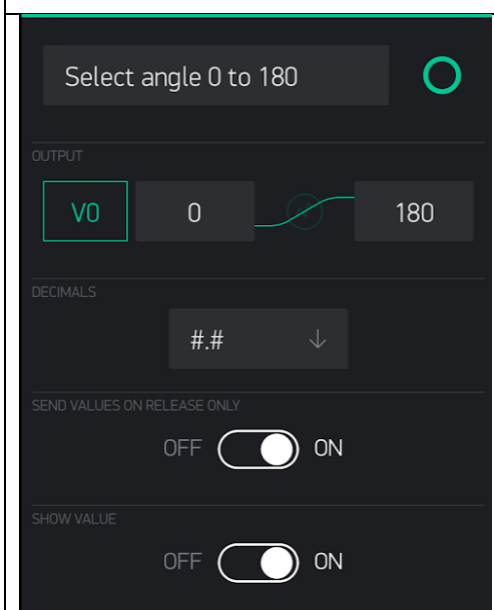 Select angle 0 to 180
OUTPUT
V0 0 180
DECIMALS
#.# ↓
SEND VALUES ON RELEASE ONLY
OFF ON
SHOW VALUE
OFF ON